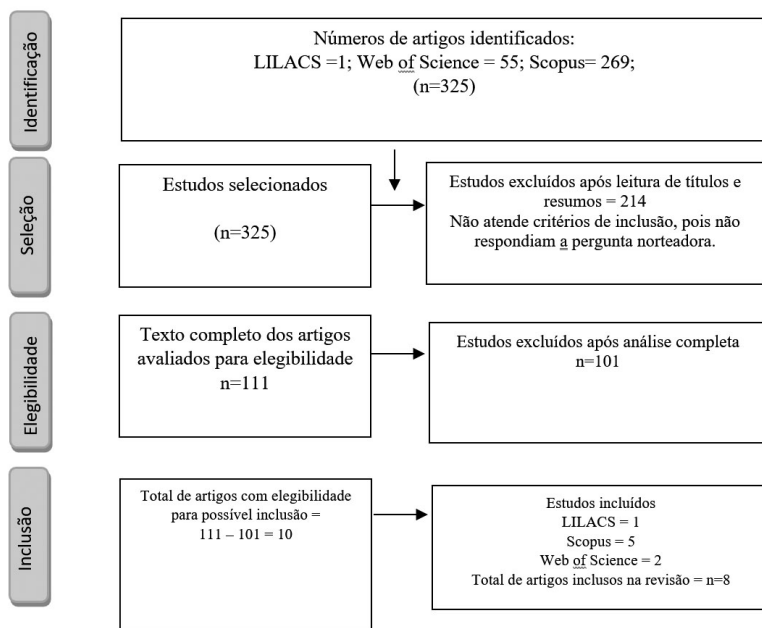 Identificação
Números de artigos identificados:
LILACS =1; Web of Science = 55; Scopus= 269;
(n=325)
Seleção
Estudos selecionados
(n=325)
Estudos excluídos após leitura de títulos e
resumos = 214
Não atende critérios de inclusão, pois não
respondiam a pergunta norteadora.
Elegibilidade
Texto completo dos artigos
avaliados para elegibilidade
n=111
Estudos excluídos após análise completa
n=101
Inclusão
Total de artigos com elegibilidade
para possível inclusão =
111 – 101 = 10
Estudos incluídos
LILACS = 1
Scopus = 5
Web of Science = 2
Total de artigos inclusos na revisão = n=8